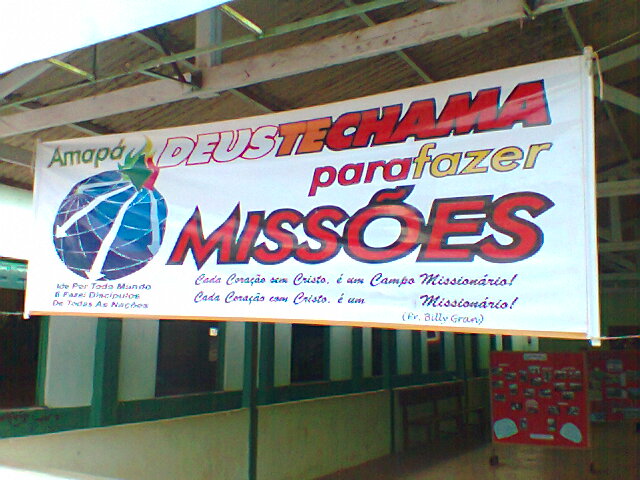 Amapá DEUS TE CHAMA
para fazer
MISSÕES
Ide Por Todo Mundo
E Fazei Discípulos
De Todas As Nações
Cada Coração sem Cristo, é um Campo Missionário!
Cada Coração com Cristo, é um Missionário!
(Pr. Billy Gran)